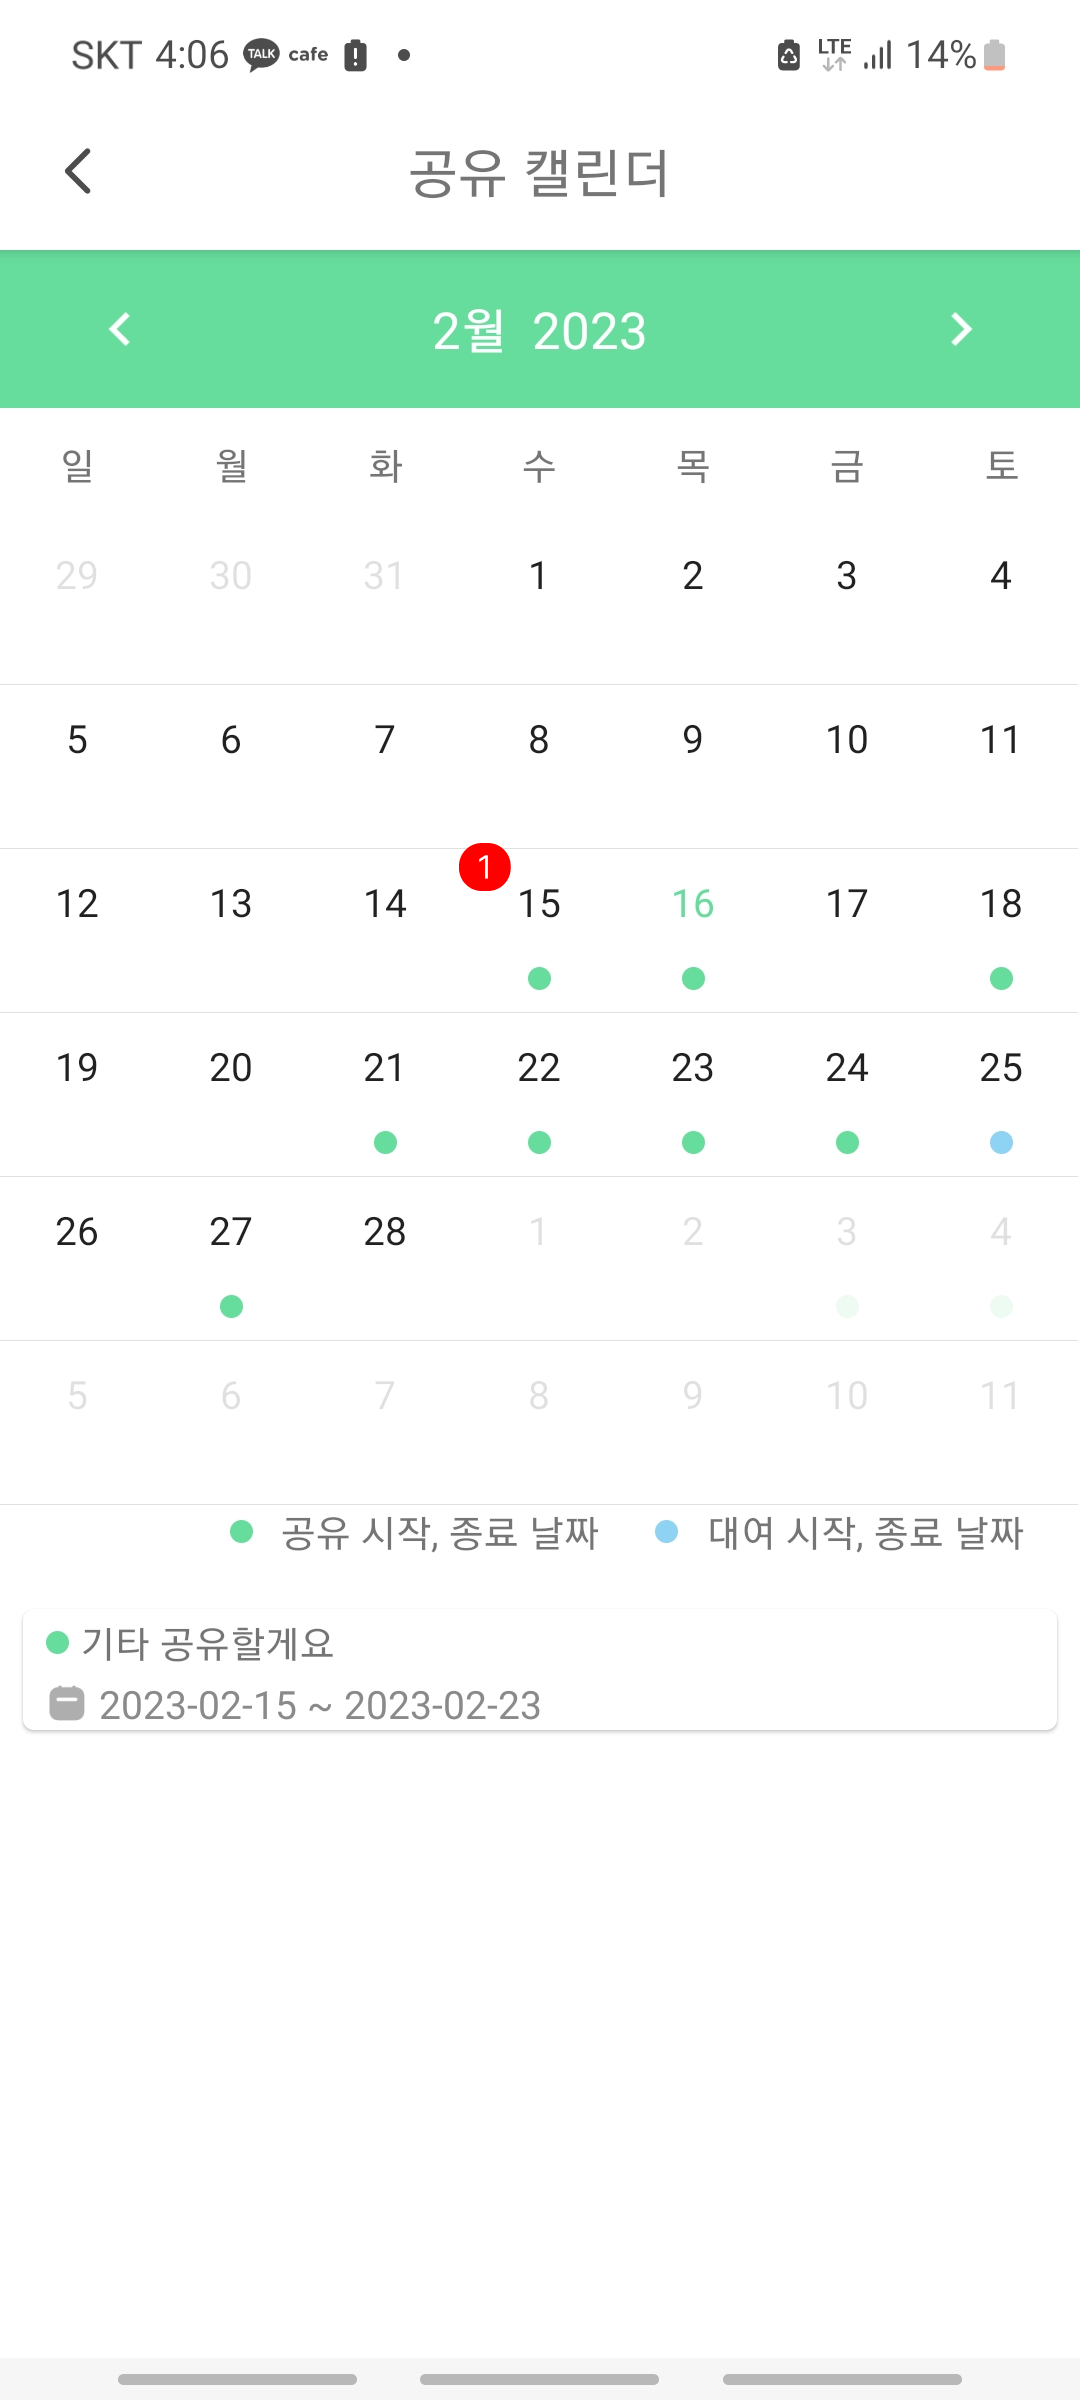 SKT 4:06 TALK cafe LTE 14%
공유 캘린더
2월 2023
일 월 화 수 목 금 토
29 30 31 1 2 3 4
5 6 7 8 9 10 11
1
12 13 14 15 16 17 18
19 20 21 22 23 24 25
26 27 28 1 2 3 4
5 6 7 8 9 10 11
공유 시작, 종료 날짜 대여 시작, 종료 날짜
기타 공유할게요
2023-02-15 ~ 2023-02-23